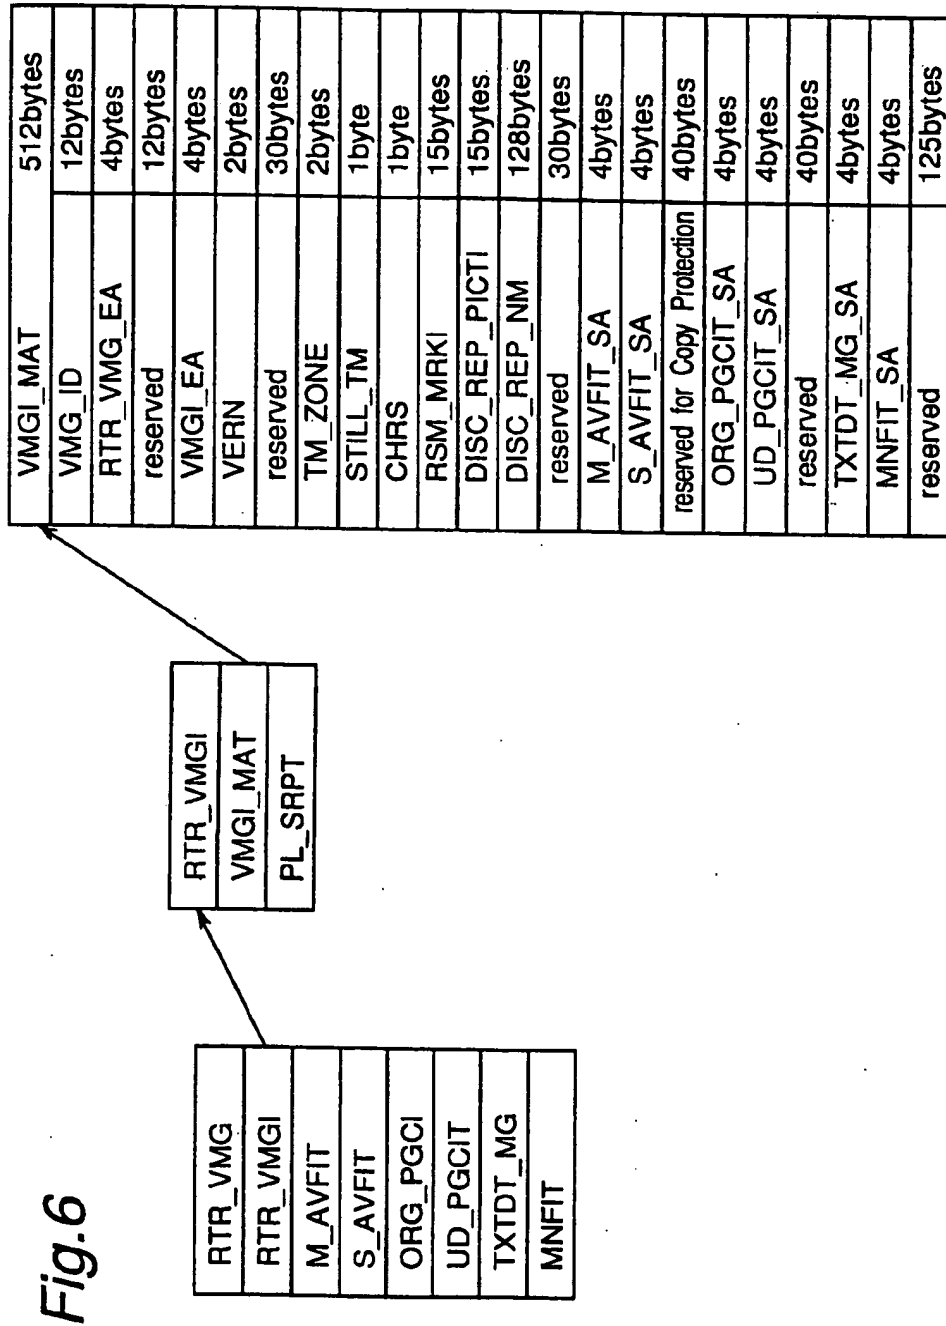 Fig.6
RTR_VMG
RTR_VMGI
M_AVFIT
S_AVFIT
ORG_PGCI
UD_PGCIT
TXTDT_MG
MNFIT
RTR_VMGI
VMGI_MAT
PL_SRPT
VMGI_MAT 512bytes
VMG_ID 12bytes
RTR_VMG_EA 4bytes
reserved 12bytes
VMGI_EA 4bytes
VERN 2bytes
reserved 30bytes
TM_ZONE 2bytes
STILL_TM 1byte
CHRS 1byte
RSM_MRKI 15bytes
DISC_REP_PICTI 15bytes
DISC_REP_NM 128bytes
reserved 30bytes
M_AVFIT_SA 4bytes
S_AVFIT_SA 4bytes
reserved for Copy Protection 40bytes
ORG_PGCIT_SA 4bytes
UD_PGCIT_SA 4bytes
reserved 40bytes
TXTDT_MG_SA 4bytes
MNFIT_SA 4bytes
reserved 125bytes